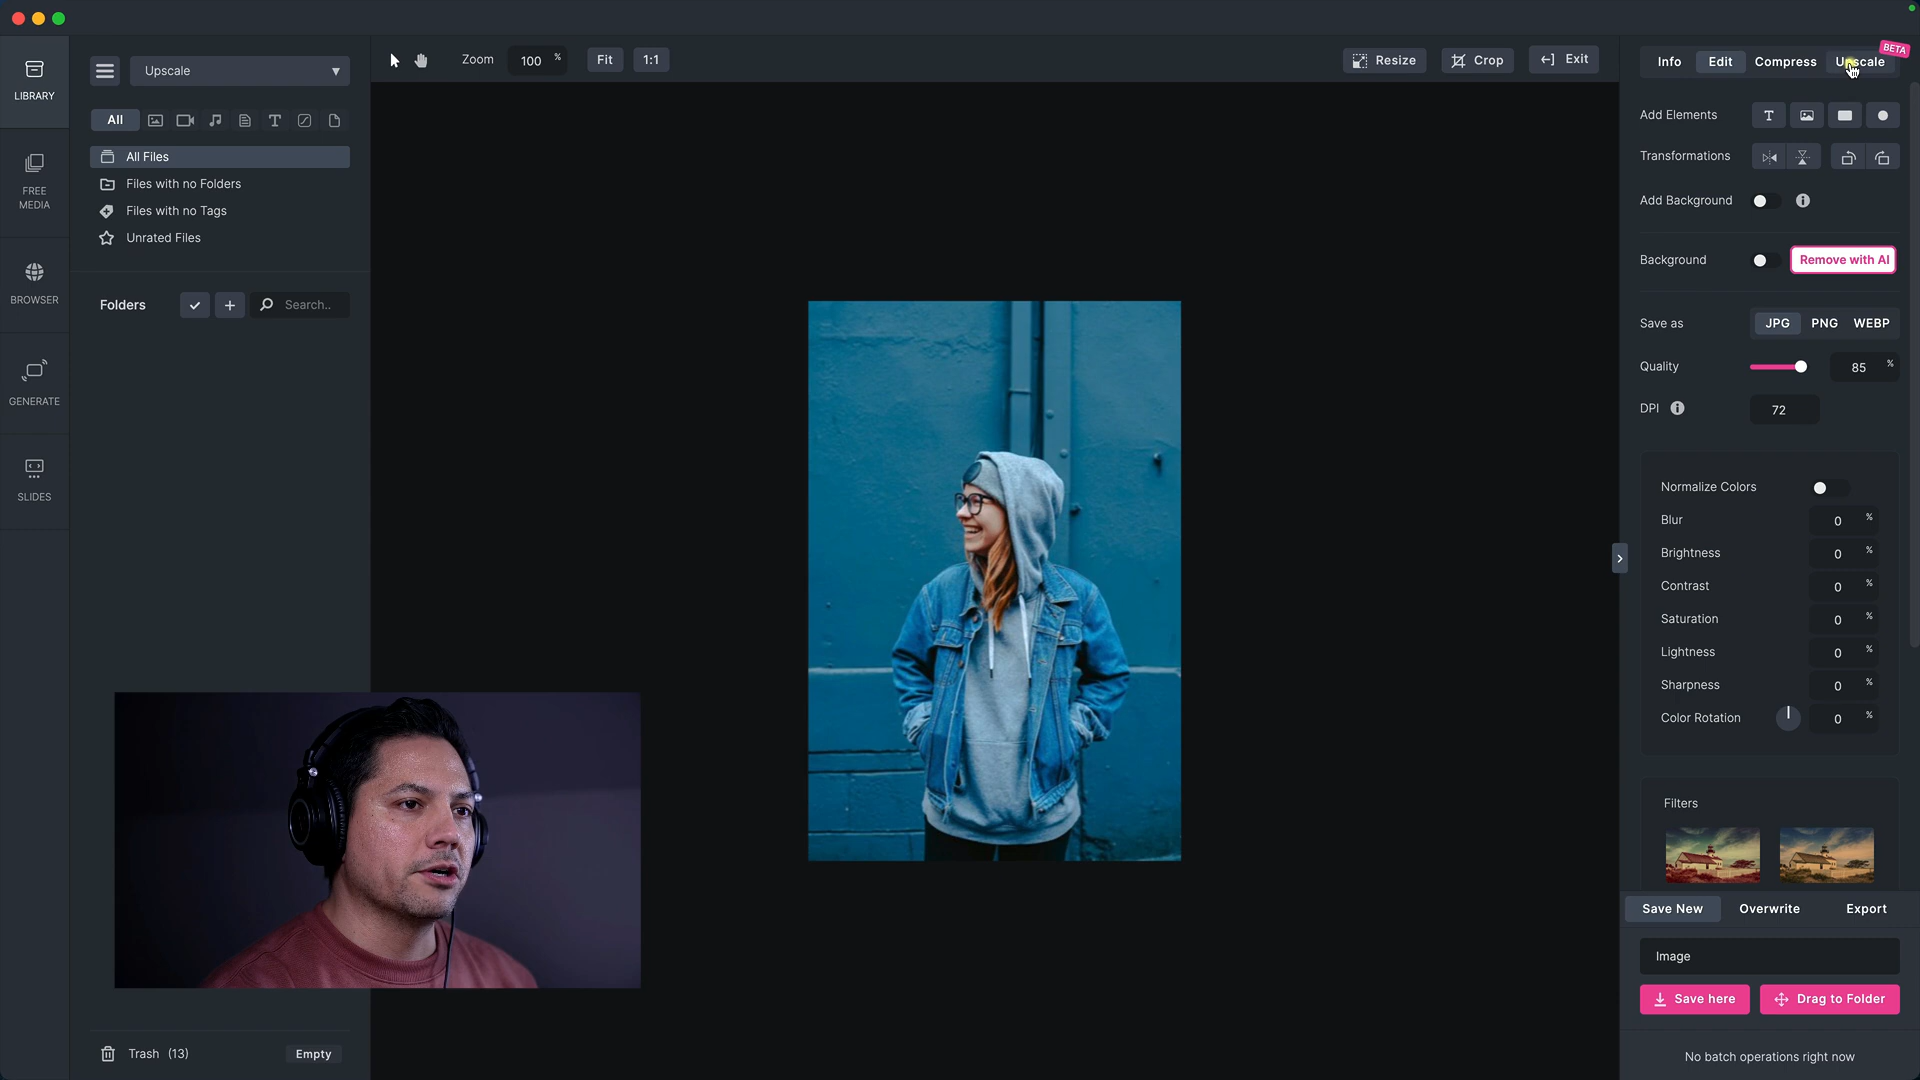 LIBRARY
FREE
MEDIA
BROWSER
GENERATE
SLIDES
Upscale
All
All Files
Files with no Folders
Files with no Tags
Unrated Files
Folders
Search..
Trash (13)
Empty
Zoom 100 %
Fit
1:1
Resize
Crop
Exit
Info
Edit
Compress
Upscale
BETA
Add Elements
Transformations
Add Background
Background
Remove with AI
Save as
JPG
PNG
WEBP
Quality 85 %
DPI 72
Normalize Colors
Blur 0 %
Brightness 0 %
Contrast 0 %
Saturation 0 %
Lightness 0 %
Sharpness 0 %
Color Rotation 0 %
Filters
Save New
Overwrite
Export
Image
Save here
Drag to Folder
No batch operations right now